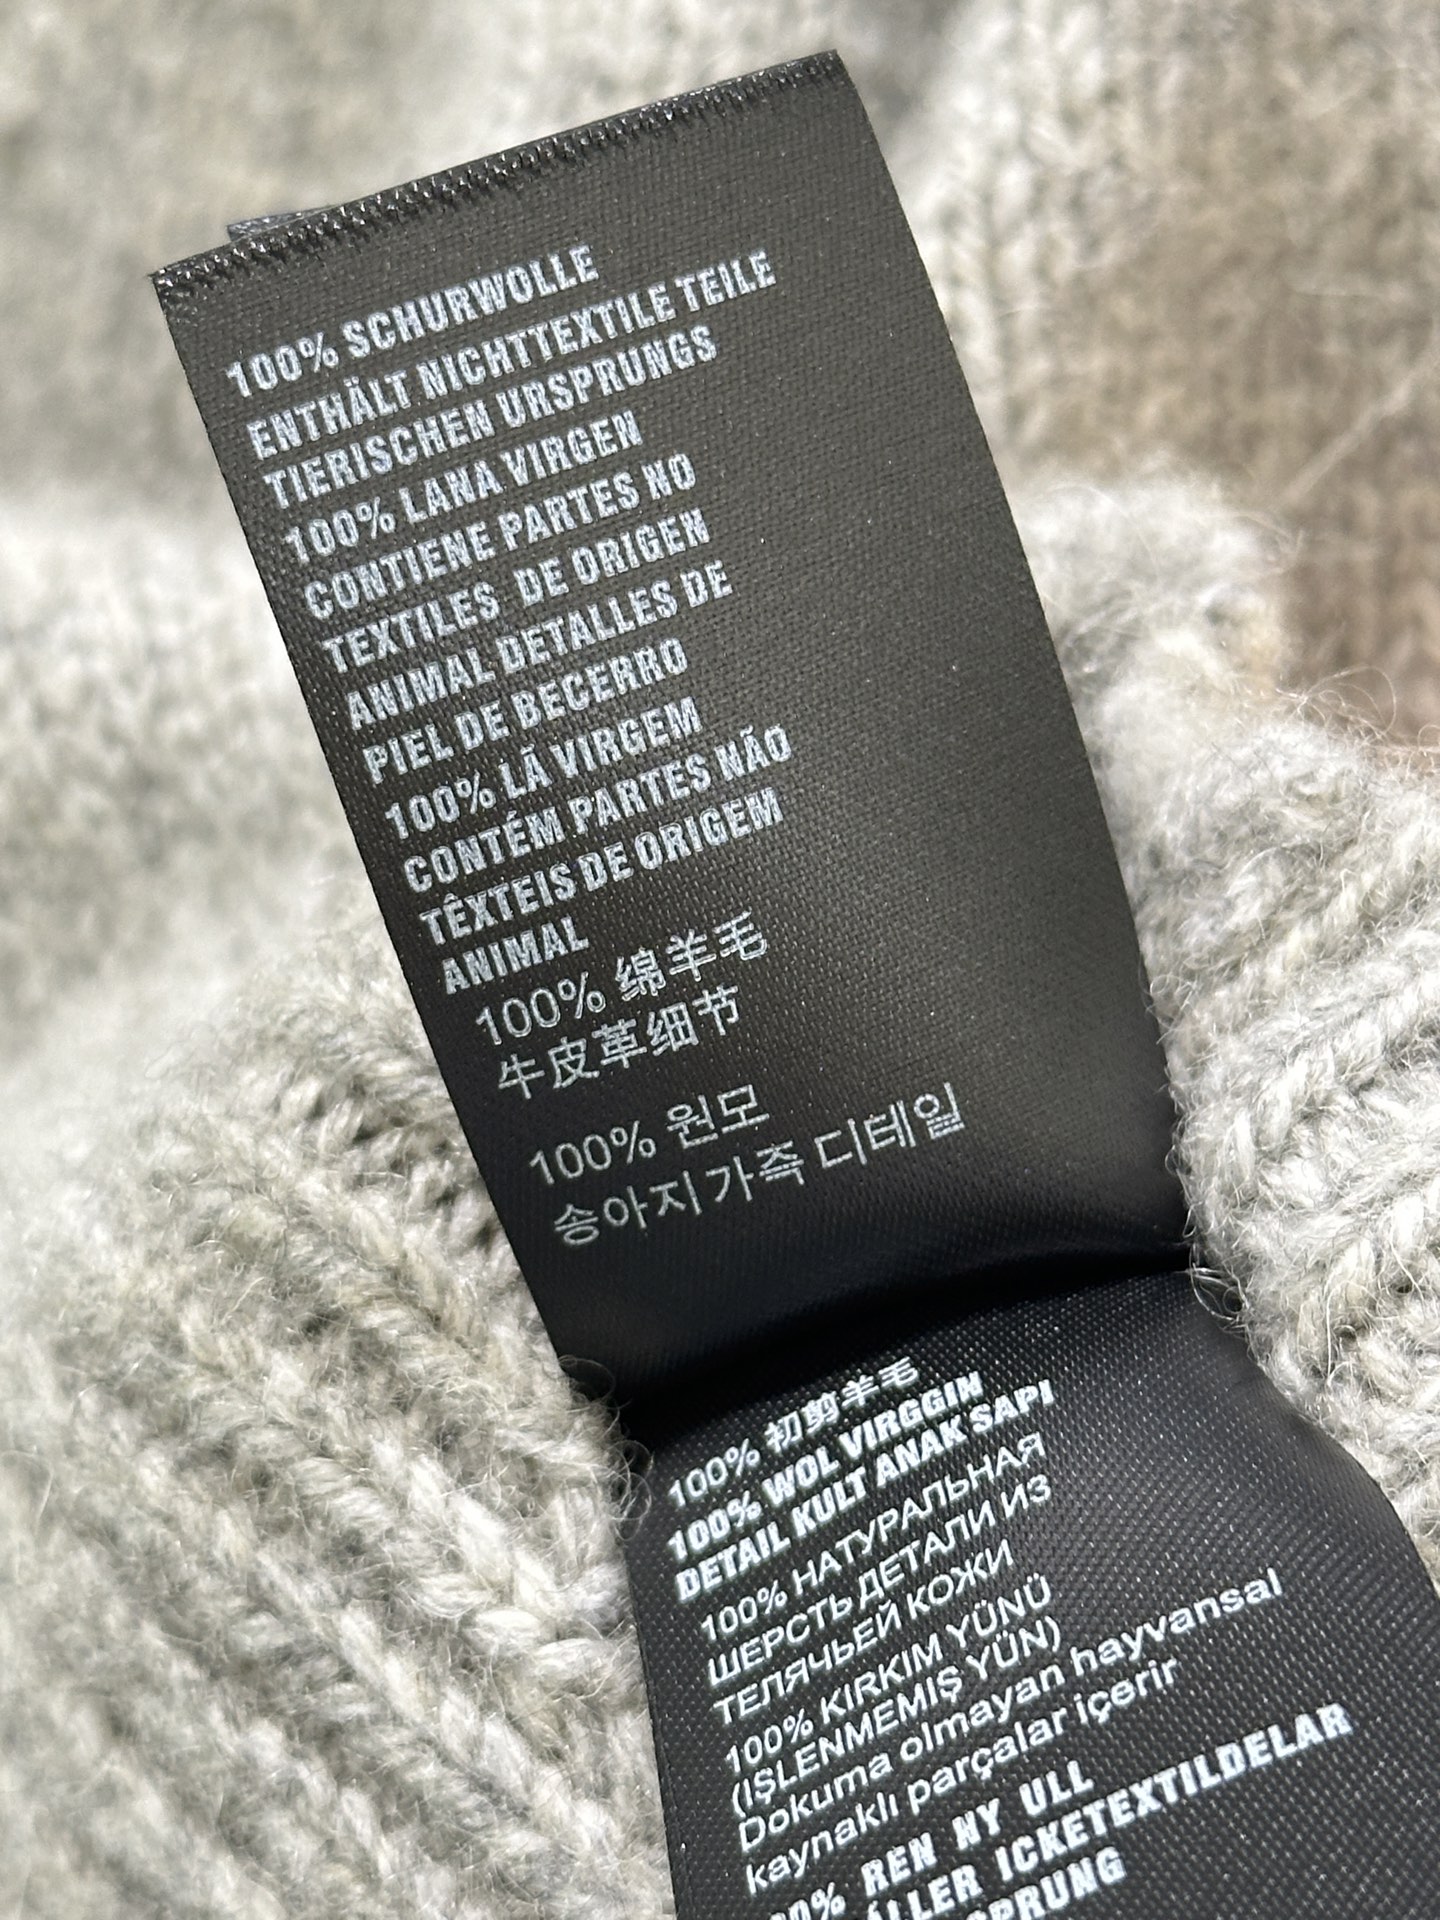 100% SCHURWOLLE
ENTHÄLT NICHTTEXTILE TEILE
TIERISCHEN URSPRUNGS
100% LANA VIRGEN
CONTIENE PARTES NO
TEXTILES DE ORIGEN
ANIMAL DETALLES DE
PIEL DE BECERRO
100% LÃ VIRGEM
CONTÉM PARTES NÃO
TÊXTEIS DE ORIGEM
ANIMAL
100% 绵羊毛
牛皮革细节
100% 원모
송아지 가죽 디테일
100% 初剪羊毛
100% WOL VIRGGIN
DETAIL KULT ANAK SAPI
100% НАТУРАЛЬНАЯ
ШЕРСТЬ ДЕТАЛИ ИЗ
ТЕЛЯЧЬЕЙ КОЖИ
100% KIRKIM YÜNÜ
(IŞLENMEMIŞ YÜN)
Dokuma olmayan hayvansal
kaynaklı parçalar içerir
REN NY ULL
ICKETEXTILDELAR